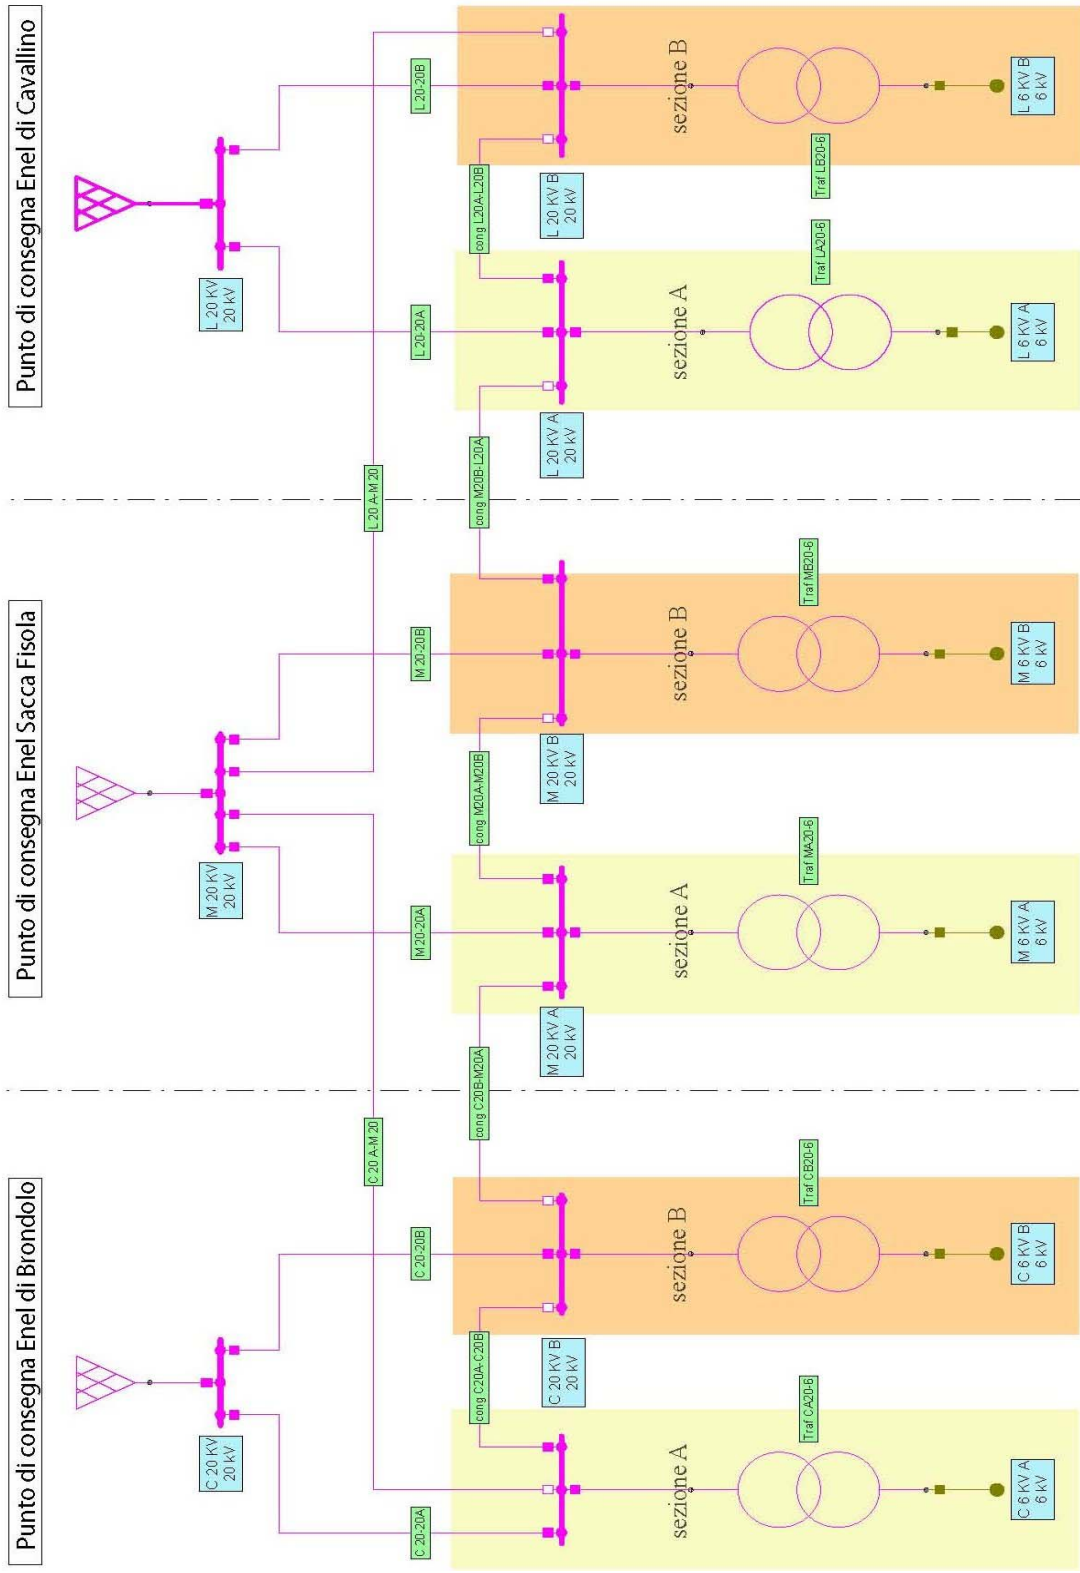 Punto di consegna Enel di Brondolo
Punto di consegna Enel Sacca Fisola
Punto di consegna Enel di Cavallino
C 20 KV
20 kV
M 20 KV
20 kV
L 20 KV
20 kV
C 20 A-M 20
L 20 A-M 20
C 20-20A
C 20-20B
M 20-20A
M 20-20B
L 20-20A
L 20-20B
cong C20A-C20B
cong C20B-M20A
cong M20A-M20B
cong M20B-L20A
cong L20A-L20B
C 20 KV B
20 kV
M 20 KV A
20 kV
M 20 KV B
20 kV
L 20 KV A
20 kV
L 20 KV B
20 kV
sezione A
sezione B
sezione A
sezione B
sezione A
sezione B
Traf CA20-6
Traf CB20-6
Traf MA20-6
Traf MB20-6
Traf LA20-6
Traf LB20-6
C 6 KV A
6 kV
C 6 KV B
6 kV
M 6 KV A
6 kV
M 6 KV B
6 kV
L 6 KV A
6 kV
L 6 KV B
6 kV